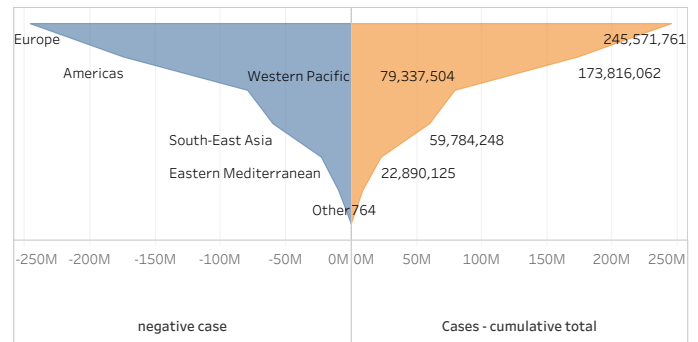 Europe 245,571,761
Americas 173,816,062
Western Pacific 79,337,504
South-East Asia 59,784,248
Eastern Mediterranean 22,890,125
Other 764
-250M -200M -150M -100M -50M 0M 0M 50M 100M 150M 200M 250M
negative case Cases - cumulative total